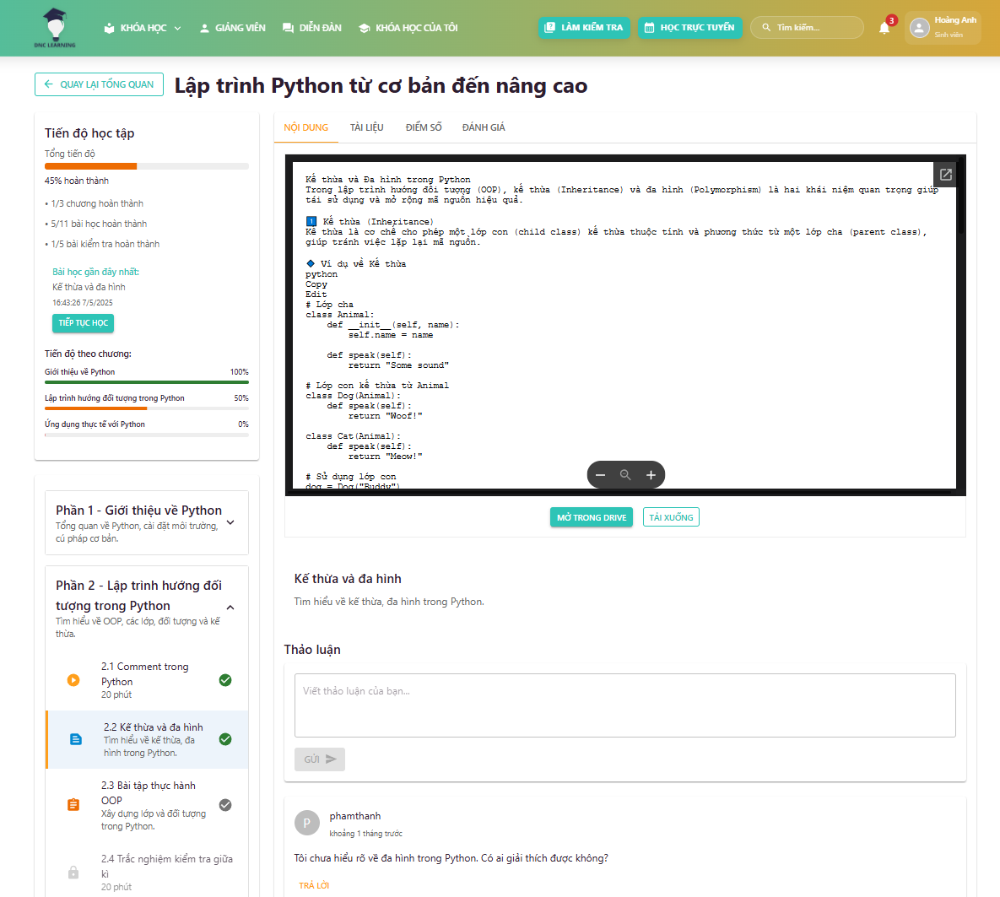 DNC LEARNING
KHÓA HỌC
GIẢNG VIÊN
DIỄN ĐÀN
KHÓA HỌC CỦA TÔI
LÀM KIỂM TRA
HỌC TRỰC TUYẾN
Tìm kiếm...
3
Hoàng Anh
Sinh viên
QUAY LẠI TỔNG QUAN
Lập trình Python từ cơ bản đến nâng cao
Tiến độ học tập
Tổng tiến độ
45% hoàn thành
• 1/3 chương hoàn thành
• 5/11 bài học hoàn thành
• 1/5 bài kiểm tra hoàn thành
Bài học gần đây nhất:
Kế thừa và đa hình
16:43:26 7/5/2025
TIẾP TỤC HỌC
Tiến độ theo chương:
Giới thiệu về Python 100%
Lập trình hướng đối tượng trong Python 50%
Ứng dụng thực tế với Python 0%
Phần 1 - Giới thiệu về Python
Tổng quan về Python, cài đặt môi trường,
cú pháp cơ bản.
Phần 2 - Lập trình hướng đối
tượng trong Python
Tìm hiểu về OOP, các lớp, đối tượng và kế
thừa.
2.1 Comment trong
Python
20 phút
2.2 Kế thừa và đa hình
Tìm hiểu về kế thừa, đa
hình trong Python.
2.3 Bài tập thực hành
OOP
Xây dựng lớp và đối tượng
trong Python.
2.4 Trắc nghiệm kiểm tra giữa
kì
20 phút
NỘI DUNG
TÀI LIỆU
ĐIỂM SỐ
ĐÁNH GIÁ
Kế thừa và Đa hình trong Python
Trong lập trình hướng đối tượng (OOP), kế thừa (Inheritance) và đa hình (Polymorphism) là hai khái niệm quan trọng giúp
tái sử dụng và mở rộng mã nguồn hiệu quả.
1 Kế thừa (Inheritance)
Kế thừa là cơ chế cho phép một lớp con (child class) kế thừa thuộc tính và phương thức từ một lớp cha (parent class),
giúp tránh việc lặp lại mã nguồn.
🔹 Ví dụ về Kế thừa
python
Copy
Edit
# Lớp cha
class Animal:
    def __init__(self, name):
        self.name = name
    def speak(self):
        return "Some sound"
# Lớp con kế thừa từ Animal
class Dog(Animal):
    def speak(self):
        return "Woof!"
class Cat(Animal):
    def speak(self):
        return "Meow!"
# Sử dụng lớp con
dog = Dog("Buddy")
MỞ TRONG DRIVE
TẢI XUỐNG
Kế thừa và đa hình
Tìm hiểu về kế thừa, đa hình trong Python.
Thảo luận
Viết thảo luận của bạn...
GỬI
P
phamthanh
khoảng 1 tháng trước
Tôi chưa hiểu rõ về đa hình trong Python. Có ai giải thích được không?
TRẢ LỜI